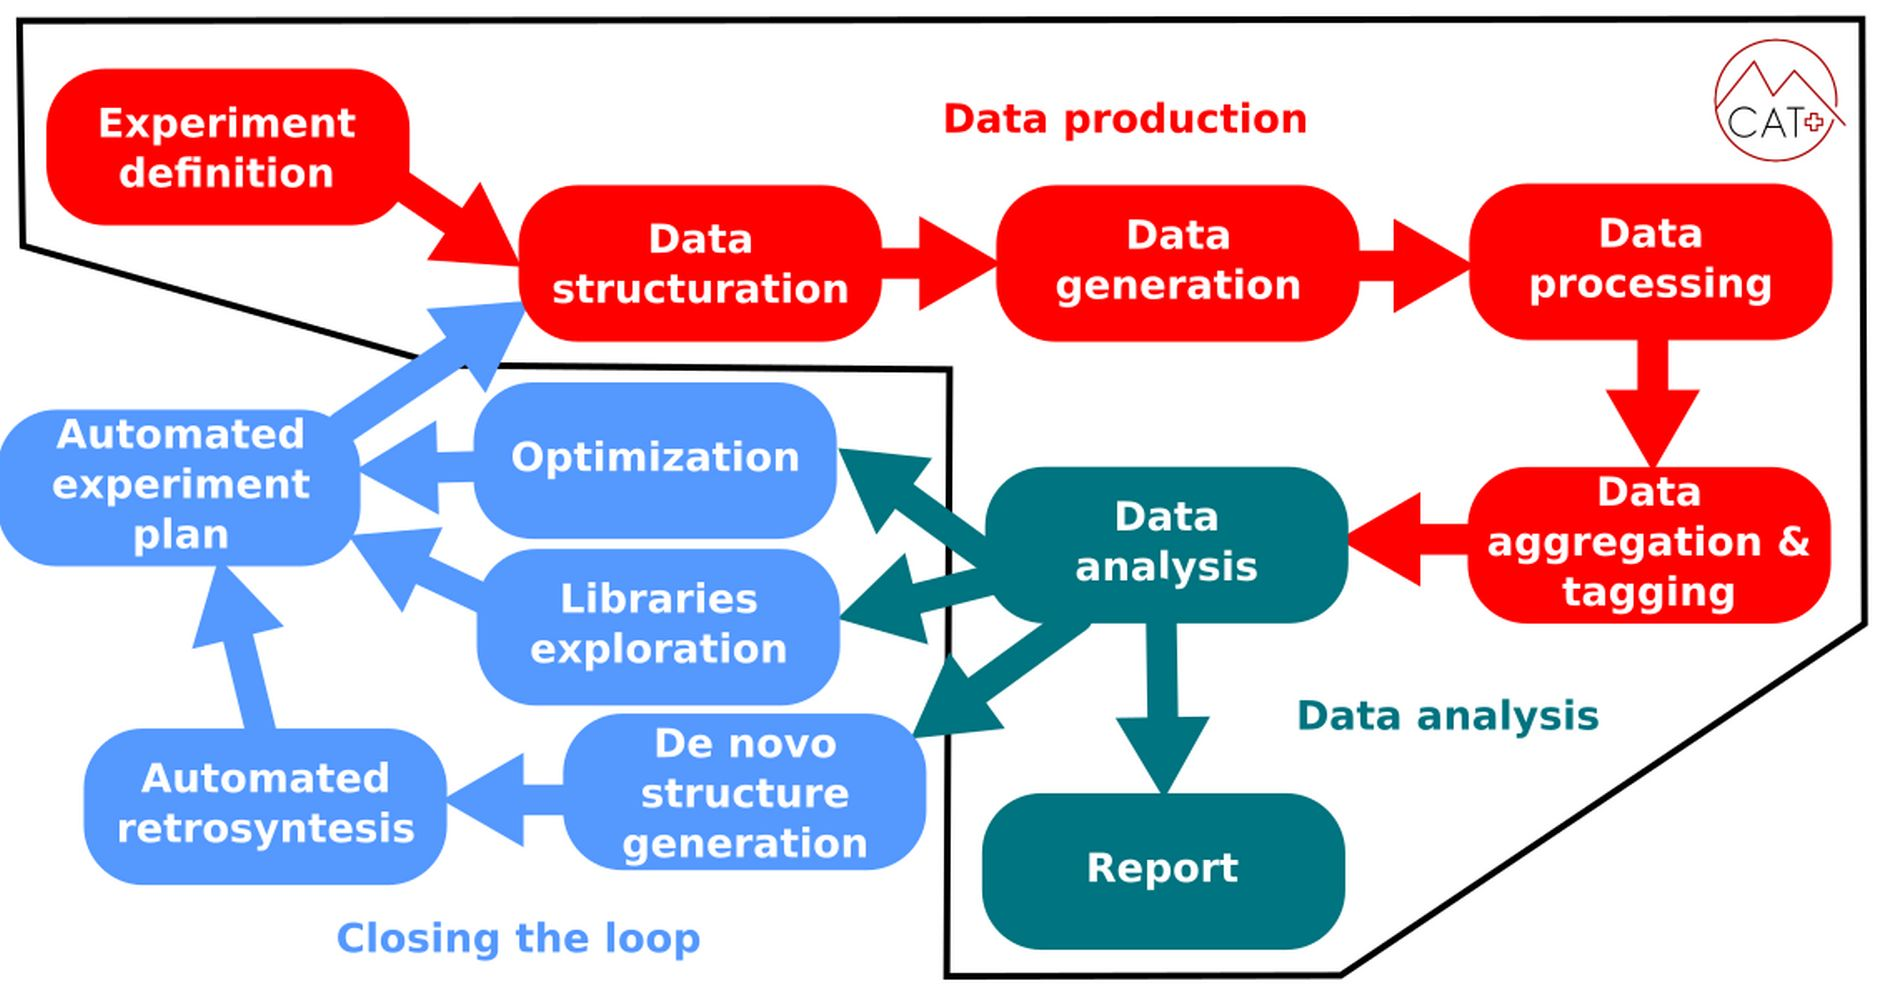 Experiment
definition
Data production
CAT+
Data
structuration
Data
generation
Data
processing
Automated
experiment
plan
Optimization
Data
analysis
Data
aggregation &
tagging
Libraries
exploration
Automated
retrosyntesis
De novo
structure
generation
Data analysis
Report
Closing the loop